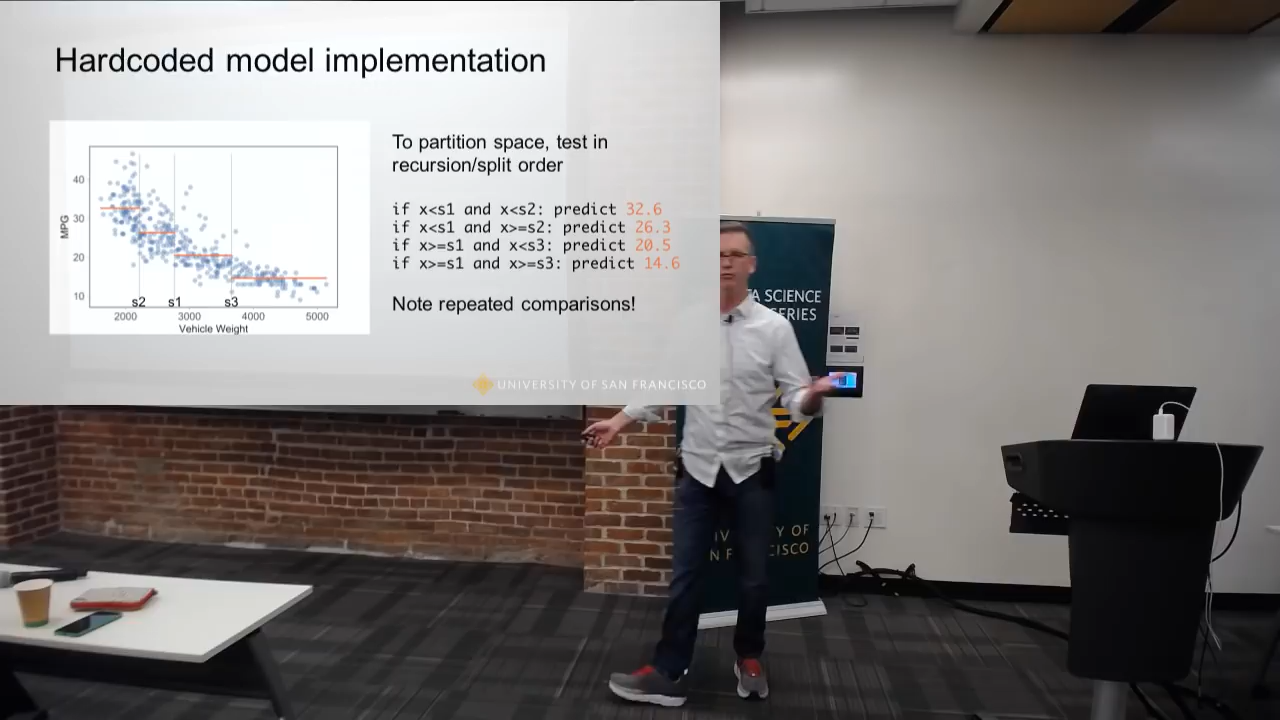 Hardcoded model implementation
To partition space, test in
recursion/split order
if x<s1 and x<s2: predict 32.6
if x<s1 and x>=s2: predict 26.3
if x>=s1 and x<s3: predict 20.5
if x>=s1 and x>=s3: predict 14.6
Note repeated comparisons!
MPG
40
30
20
10
s2 s1 s3
2000 3000 4000 5000
Vehicle Weight
UNIVERSITY OF SAN FRANCISCO
SCIENCE
SERIES
OF